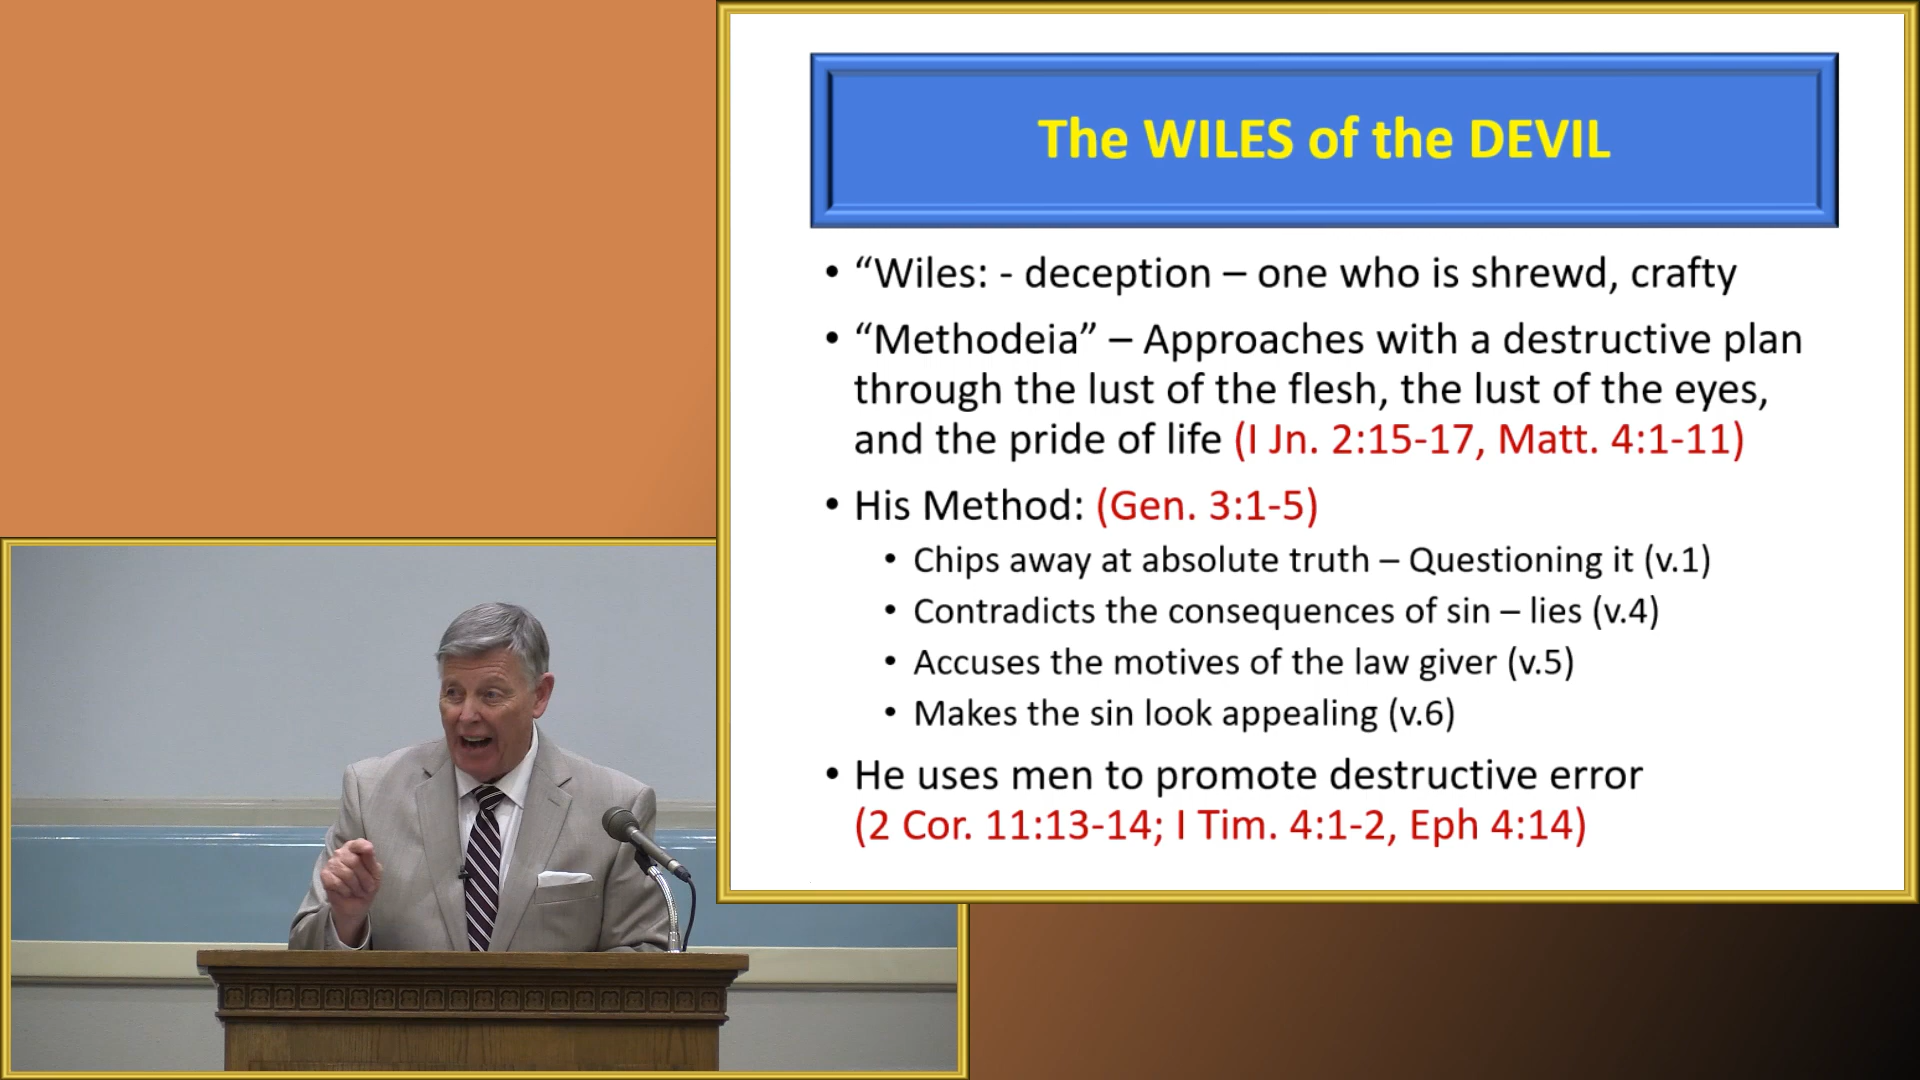 The WILES of the DEVIL
• “Wiles: - deception – one who is shrewd, crafty
• “Methodeia” – Approaches with a destructive plan
through the lust of the flesh, the lust of the eyes,
and the pride of life (I Jn. 2:15-17, Matt. 4:1-11)
• His Method: (Gen. 3:1-5)
• Chips away at absolute truth – Questioning it (v.1)
• Contradicts the consequences of sin – lies (v.4)
• Accuses the motives of the law giver (v.5)
• Makes the sin look appealing (v.6)
• He uses men to promote destructive error
(2 Cor. 11:13-14; I Tim. 4:1-2, Eph 4:14)